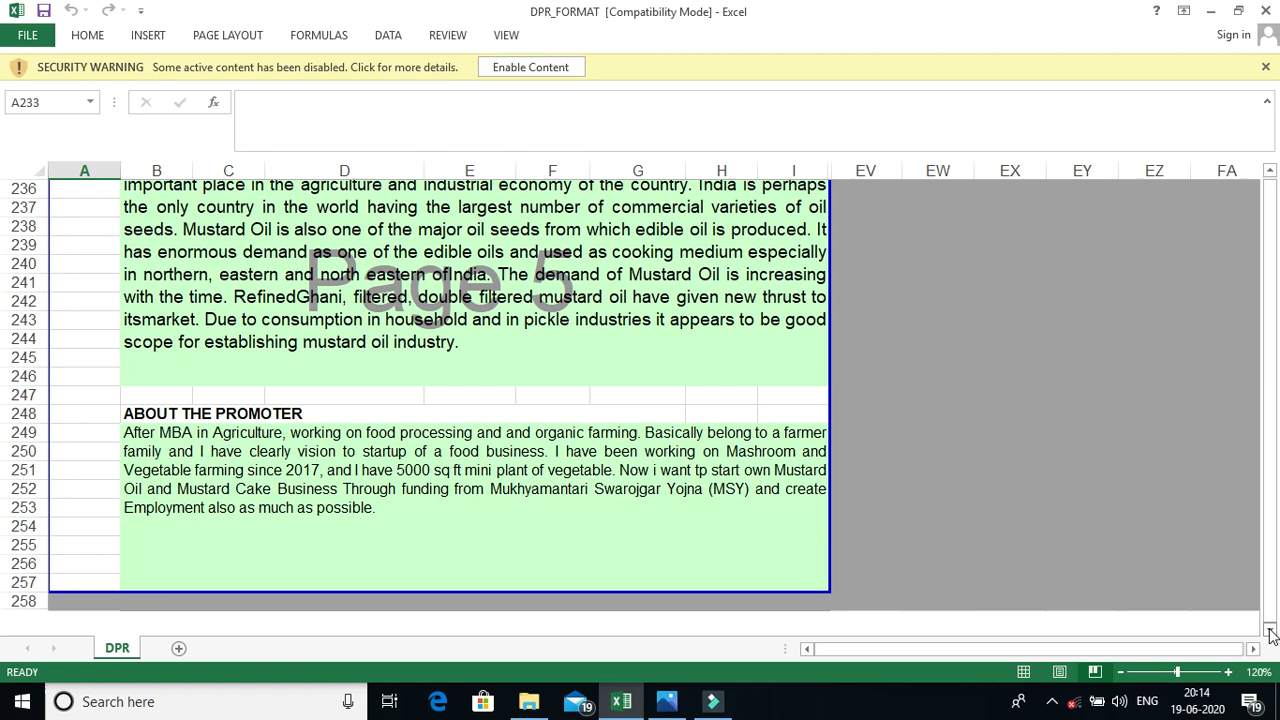 DPR_FORMAT [Compatibility Mode] - Excel
?
FILE HOME INSERT PAGE LAYOUT FORMULAS DATA REVIEW VIEW
Sign in
SECURITY WARNING Some active content has been disabled. Click for more details. Enable Content
A233
fx
A B C D E F G H I EV EW EX EY EZ FA
236
important place in the agriculture and industrial economy of the country. India is perhaps
237
the only country in the world having the largest number of commercial varieties of oil
238
seeds. Mustard Oil is also one of the major oil seeds from which edible oil is produced. It
239
has enormous demand as one of the edible oils and used as cooking medium especially
240
in northern, eastern and north eastern ofIndia. The demand of Mustard Oil is increasing
241
Page 5
242
with the time. RefinedGhani, filtered, double filtered mustard oil have given new thrust to
243
itsmarket. Due to consumption in household and in pickle industries it appears to be good
244
scope for establishing mustard oil industry.
245
246
247
248 ABOUT THE PROMOTER
249 After MBA in Agriculture, working on food processing and and organic farming. Basically belong to a farmer
250 family and I have clearly vision to startup of a food business. I have been working on Mashroom and
251 Vegetable farming since 2017, and I have 5000 sq ft mini plant of vegetable. Now i want tp start own Mustard
252 Oil and Mustard Cake Business Through funding from Mukhyamantari Swarojgar Yojna (MSY) and create
253 Employment also as much as possible.
254
255
256
257
258
DPR
READY
120%
Search here
19
ENG
20:14
19-06-2020
19